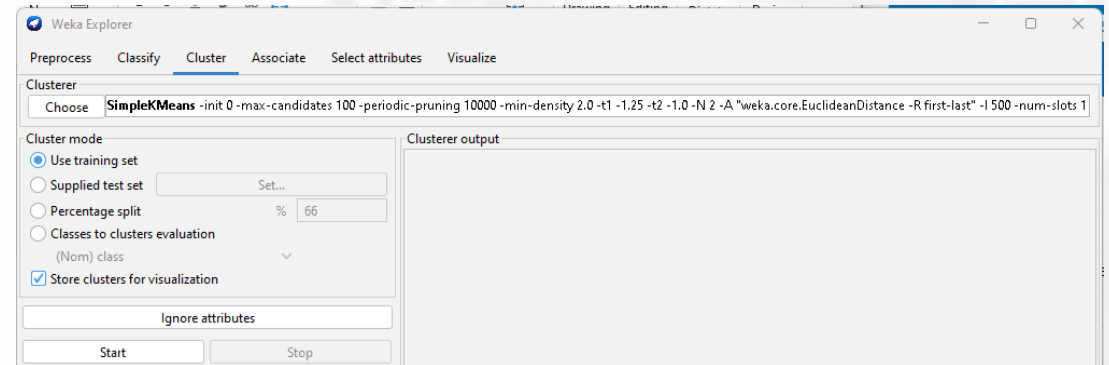 Weka Explorer
Preprocess Classify Cluster Associate Select attributes Visualize
Clusterer
Choose SimpleKMeans -init 0 -max-candidates 100 -periodic-pruning 10000 -min-density 2.0 -t1 -1.25 -t2 -1.0 -N 2 -A "weka.core.EuclideanDistance -R first-last" -I 500 -num-slots 1
Cluster mode
Clusterer output
Use training set
Supplied test set Set...
Percentage split % 66
Classes to clusters evaluation
(Nom) class
Store clusters for visualization
Ignore attributes
Start Stop